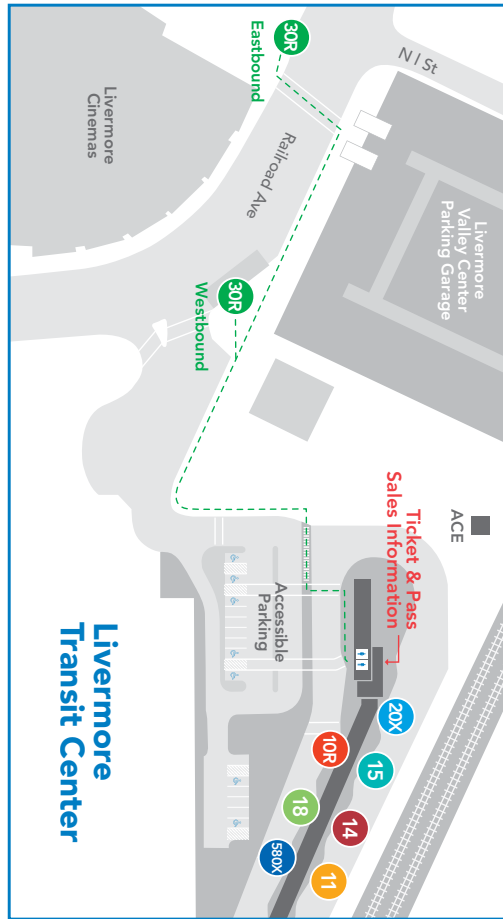 30R
Eastbound
N I St
Livermore
Cinemas
Railroad Ave
Livermore
Valley Center
Parking Garage
30R
Westbound
ACE
Ticket & Pass
Sales Information
Accessible
Parking
20X
15
10R
14
18
11
580X
Livermore
Transit Center